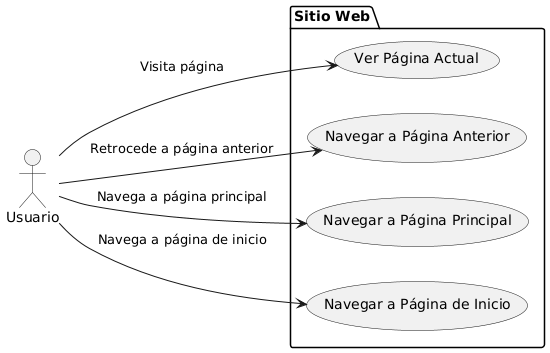 Sitio Web
Ver Página Actual
Visita página
Navegar a Página Anterior
Retrocede a página anterior
Navega a página principal
Usuario
Navegar a Página Principal
Navega a página de inicio
Navegar a Página de Inicio